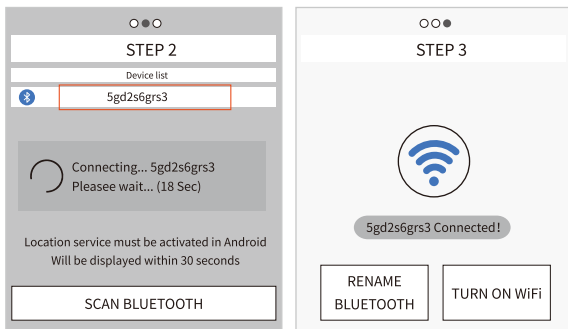 STEP 2
Device list
5gd2s6grs3
Connecting... 5gd2s6grs3
Pleasee wait... (18 Sec)
Location service must be activated in Android
Will be displayed within 30 seconds
SCAN BLUETOOTH
STEP 3
5gd2s6grs3 Connected!
RENAME
BLUETOOTH
TURN ON WiFi